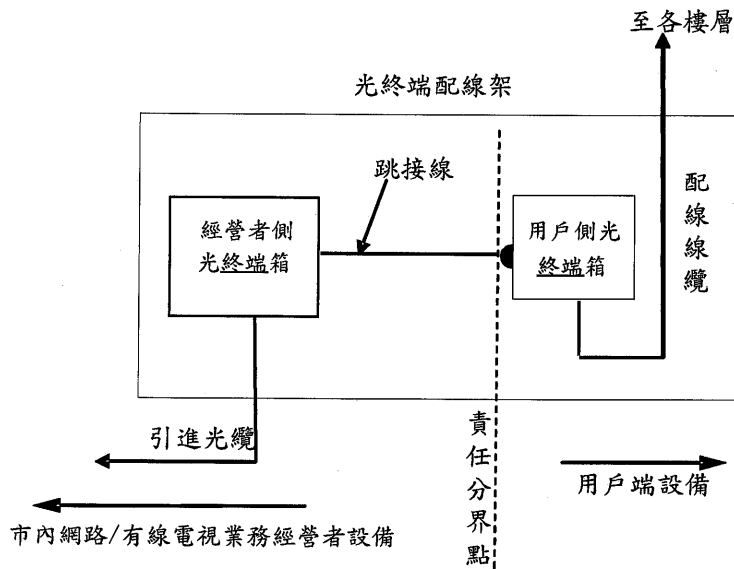 至各樓層
光終端配線架
跳接線
經營者側
光終端箱
用戶側光
終端箱
配線線纜
引進光纜
責任分界點
用戶端設備
市內網路/有線電視業務經營者設備